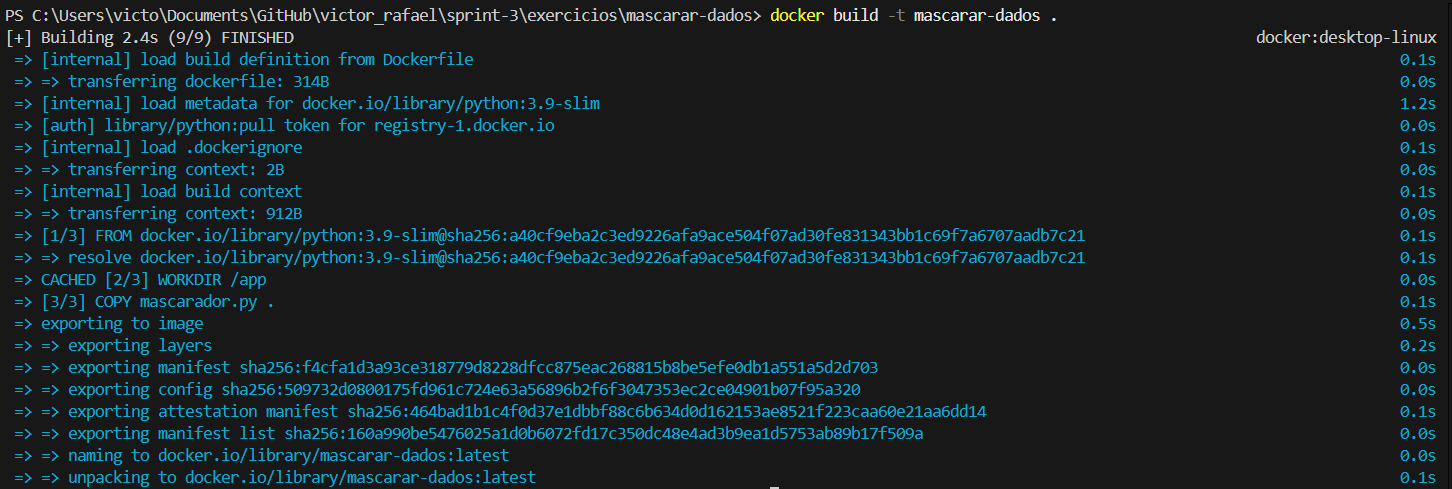 PS C:\Users\victo\Documents\GitHub\victor_rafael\sprint-3\exercicios\mascarar-dados> docker build -t mascarar-dados .
[+] Building 2.4s (9/9) FINISHED docker:desktop-linux
=> [internal] load build definition from Dockerfile 0.1s
=> => transferring dockerfile: 314B 0.0s
=> [internal] load metadata for docker.io/library/python:3.9-slim 1.2s
=> [auth] library/python:pull token for registry-1.docker.io 0.0s
=> [internal] load .dockerignore 0.1s
=> => transferring context: 2B 0.0s
=> [internal] load build context 0.1s
=> => transferring context: 912B 0.0s
=> [1/3] FROM docker.io/library/python:3.9-slim@sha256:a40cf9eba2c3ed9226afa9ace504f07ad30fe831343bb1c69f7a6707aadb7c21 0.1s
=> => resolve docker.io/library/python:3.9-slim@sha256:a40cf9eba2c3ed9226afa9ace504f07ad30fe831343bb1c69f7a6707aadb7c21 0.1s
=> CACHED [2/3] WORKDIR /app 0.0s
=> [3/3] COPY mascarador.py . 0.1s
=> exporting to image 0.5s
=> => exporting layers 0.2s
=> => exporting manifest sha256:f4cfa1d3a93ce318779d8228dfcc875eac268815b8be5efe0db1a551a5d2d703 0.0s
=> => exporting config sha256:509732d0800175fd961c724e63a56896b2f6f3047353ec2ce04901b07f95a320 0.0s
=> => exporting attestation manifest sha256:464bad1b1c4f0d37e1dbbf88c6b634d0d162153ae8521f223caa60e21aa6dd14 0.1s
=> => exporting manifest list sha256:160a990be5476025a1d0b6072fd17c350dc48e4ad3b9ea1d5753ab89b17f509a 0.0s
=> => naming to docker.io/library/mascarar-dados:latest 0.0s
=> => unpacking to docker.io/library/mascarar-dados:latest 0.1s